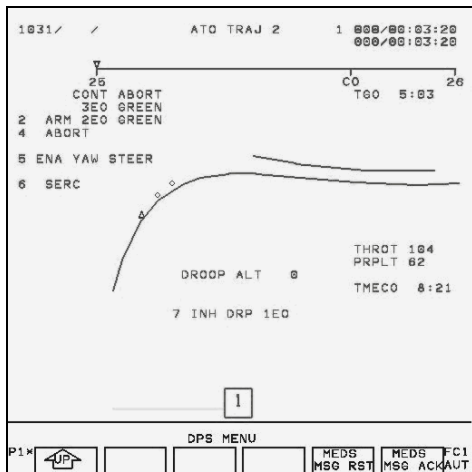 1031/ / ATO TRAJ 2 1 000/00:03:20
000/00:03:20
25 CO 26
CONT ABORT TGO 5:03
3EO GREEN
2 ARM 2EO GREEN
4 ABORT
5 ENA YAW STEER
6 SERC
THROT 104
PRPLT 62
DROOP ALT 0
TMECO 8:21
7 INH DRP 1EO
1
DPS MENU
P1* UP MEDS MSG RST MEDS MSG ACK FC1 AUT